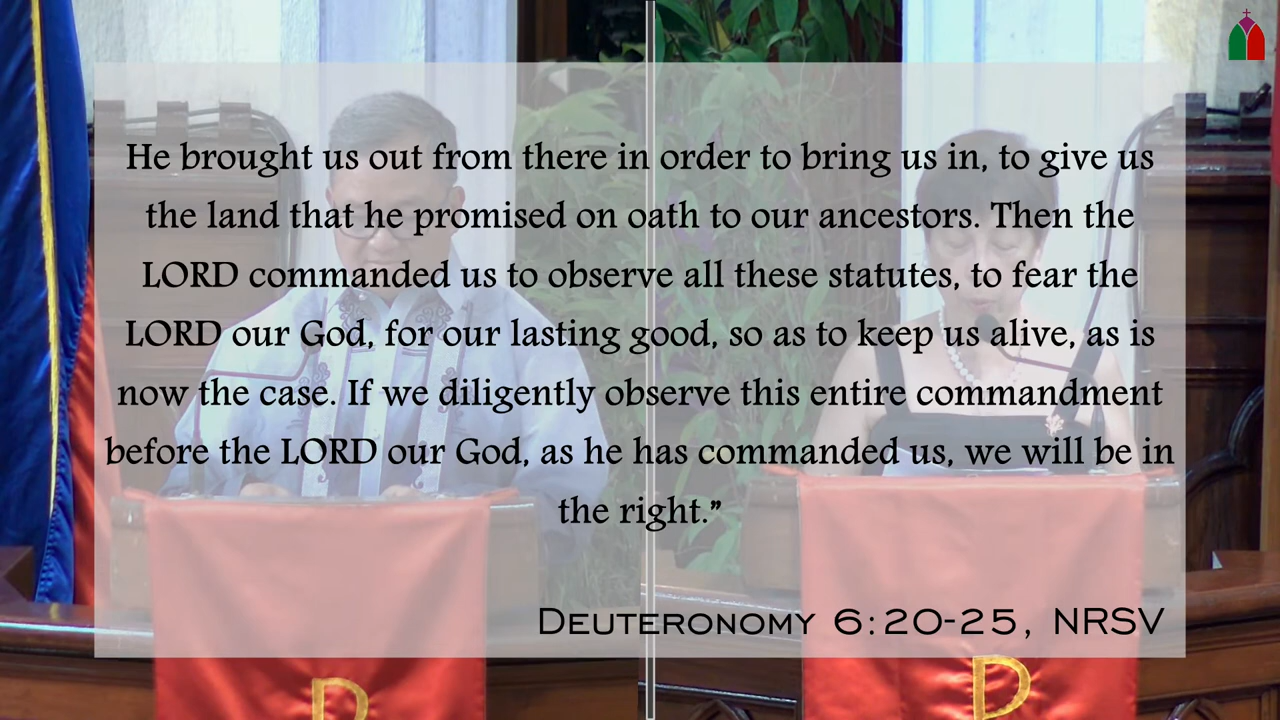 He brought us out from there in order to bring us in, to give us
the land that he promised on oath to our ancestors. Then the
LORD commanded us to observe all these statutes, to fear the
LORD our God, for our lasting good, so as to keep us alive, as is
now the case. If we diligently observe this entire commandment
before the LORD our God, as he has commanded us, we will be in
the right.”
Deuteronomy 6:20-25, NRSV